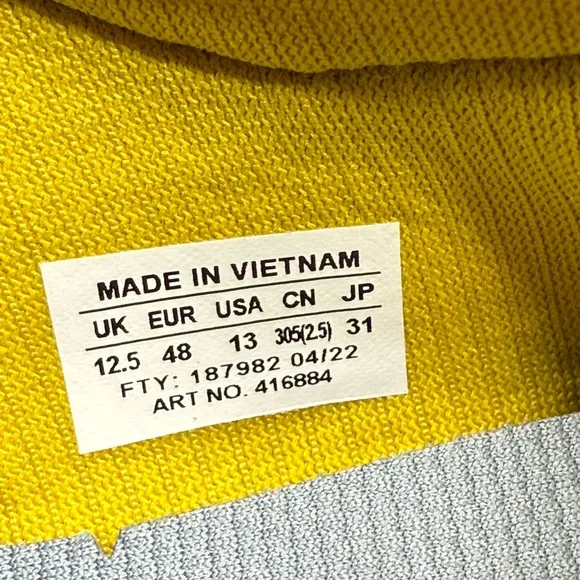 MADE IN VIETNAM
UK EUR USA CN JP
12.5 48 13 305(2.5) 31
FTY: 187982 04/22
ART NO. 416884